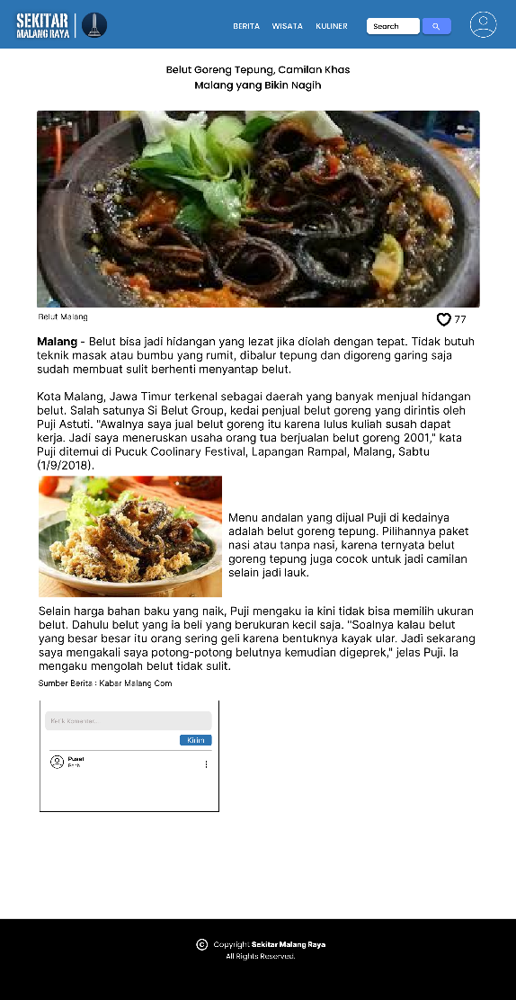 SEKITAR
MALANG RAYA
BERITA WISATA KULINER Search
Belut Goreng Tepung, Camilan Khas
Malang yang Bikin Nagih
Belut Malang
77
Malang - Belut bisa jadi hidangan yang lezat jika diolah dengan tepat. Tidak butuh
teknik masak atau bumbu yang rumit, dibalur tepung dan digoreng garing saja
sudah membuat sulit berhenti menyantap belut.
Kota Malang, Jawa Timur terkenal sebagai daerah yang banyak menjual hidangan
belut. Salah satunya Si Belut Group, kedai penjual belut goreng yang dirintis oleh
Puji Astuti. "Awalnya saya jual belut goreng itu karena lulus kuliah susah dapat
kerja. Jadi saya meneruskan usaha orang tua berjualan belut goreng 2001," kata
Puji ditemui di Pucuk Coolinary Festival, Lapangan Rampal, Malang, Sabtu
(1/9/2018).
Menu andalan yang dijual Puji di kedainya
adalah belut goreng tepung. Pilihannya paket
nasi atau tanpa nasi, karena ternyata belut
goreng tepung juga cocok untuk jadi camilan
selain jadi lauk.
Selain harga bahan baku yang naik, Puji mengaku ia kini tidak bisa memilih ukuran
belut. Dahulu belut yang ia beli yang berukuran kecil saja. "Soalnya kalau belut
yang besar besar itu orang sering geli karena bentuknya kayak ular. Jadi sekarang
saya mengakali saya potong-potong belutnya kemudian digeprek," jelas Puji. Ia
mengaku mengolah belut tidak sulit.
Sumber Berita : Kabar Malang Com
Ketik Komentar...
Kirim
Pusat
Copyright Sekitar Malang Raya
All Rights Reserved.